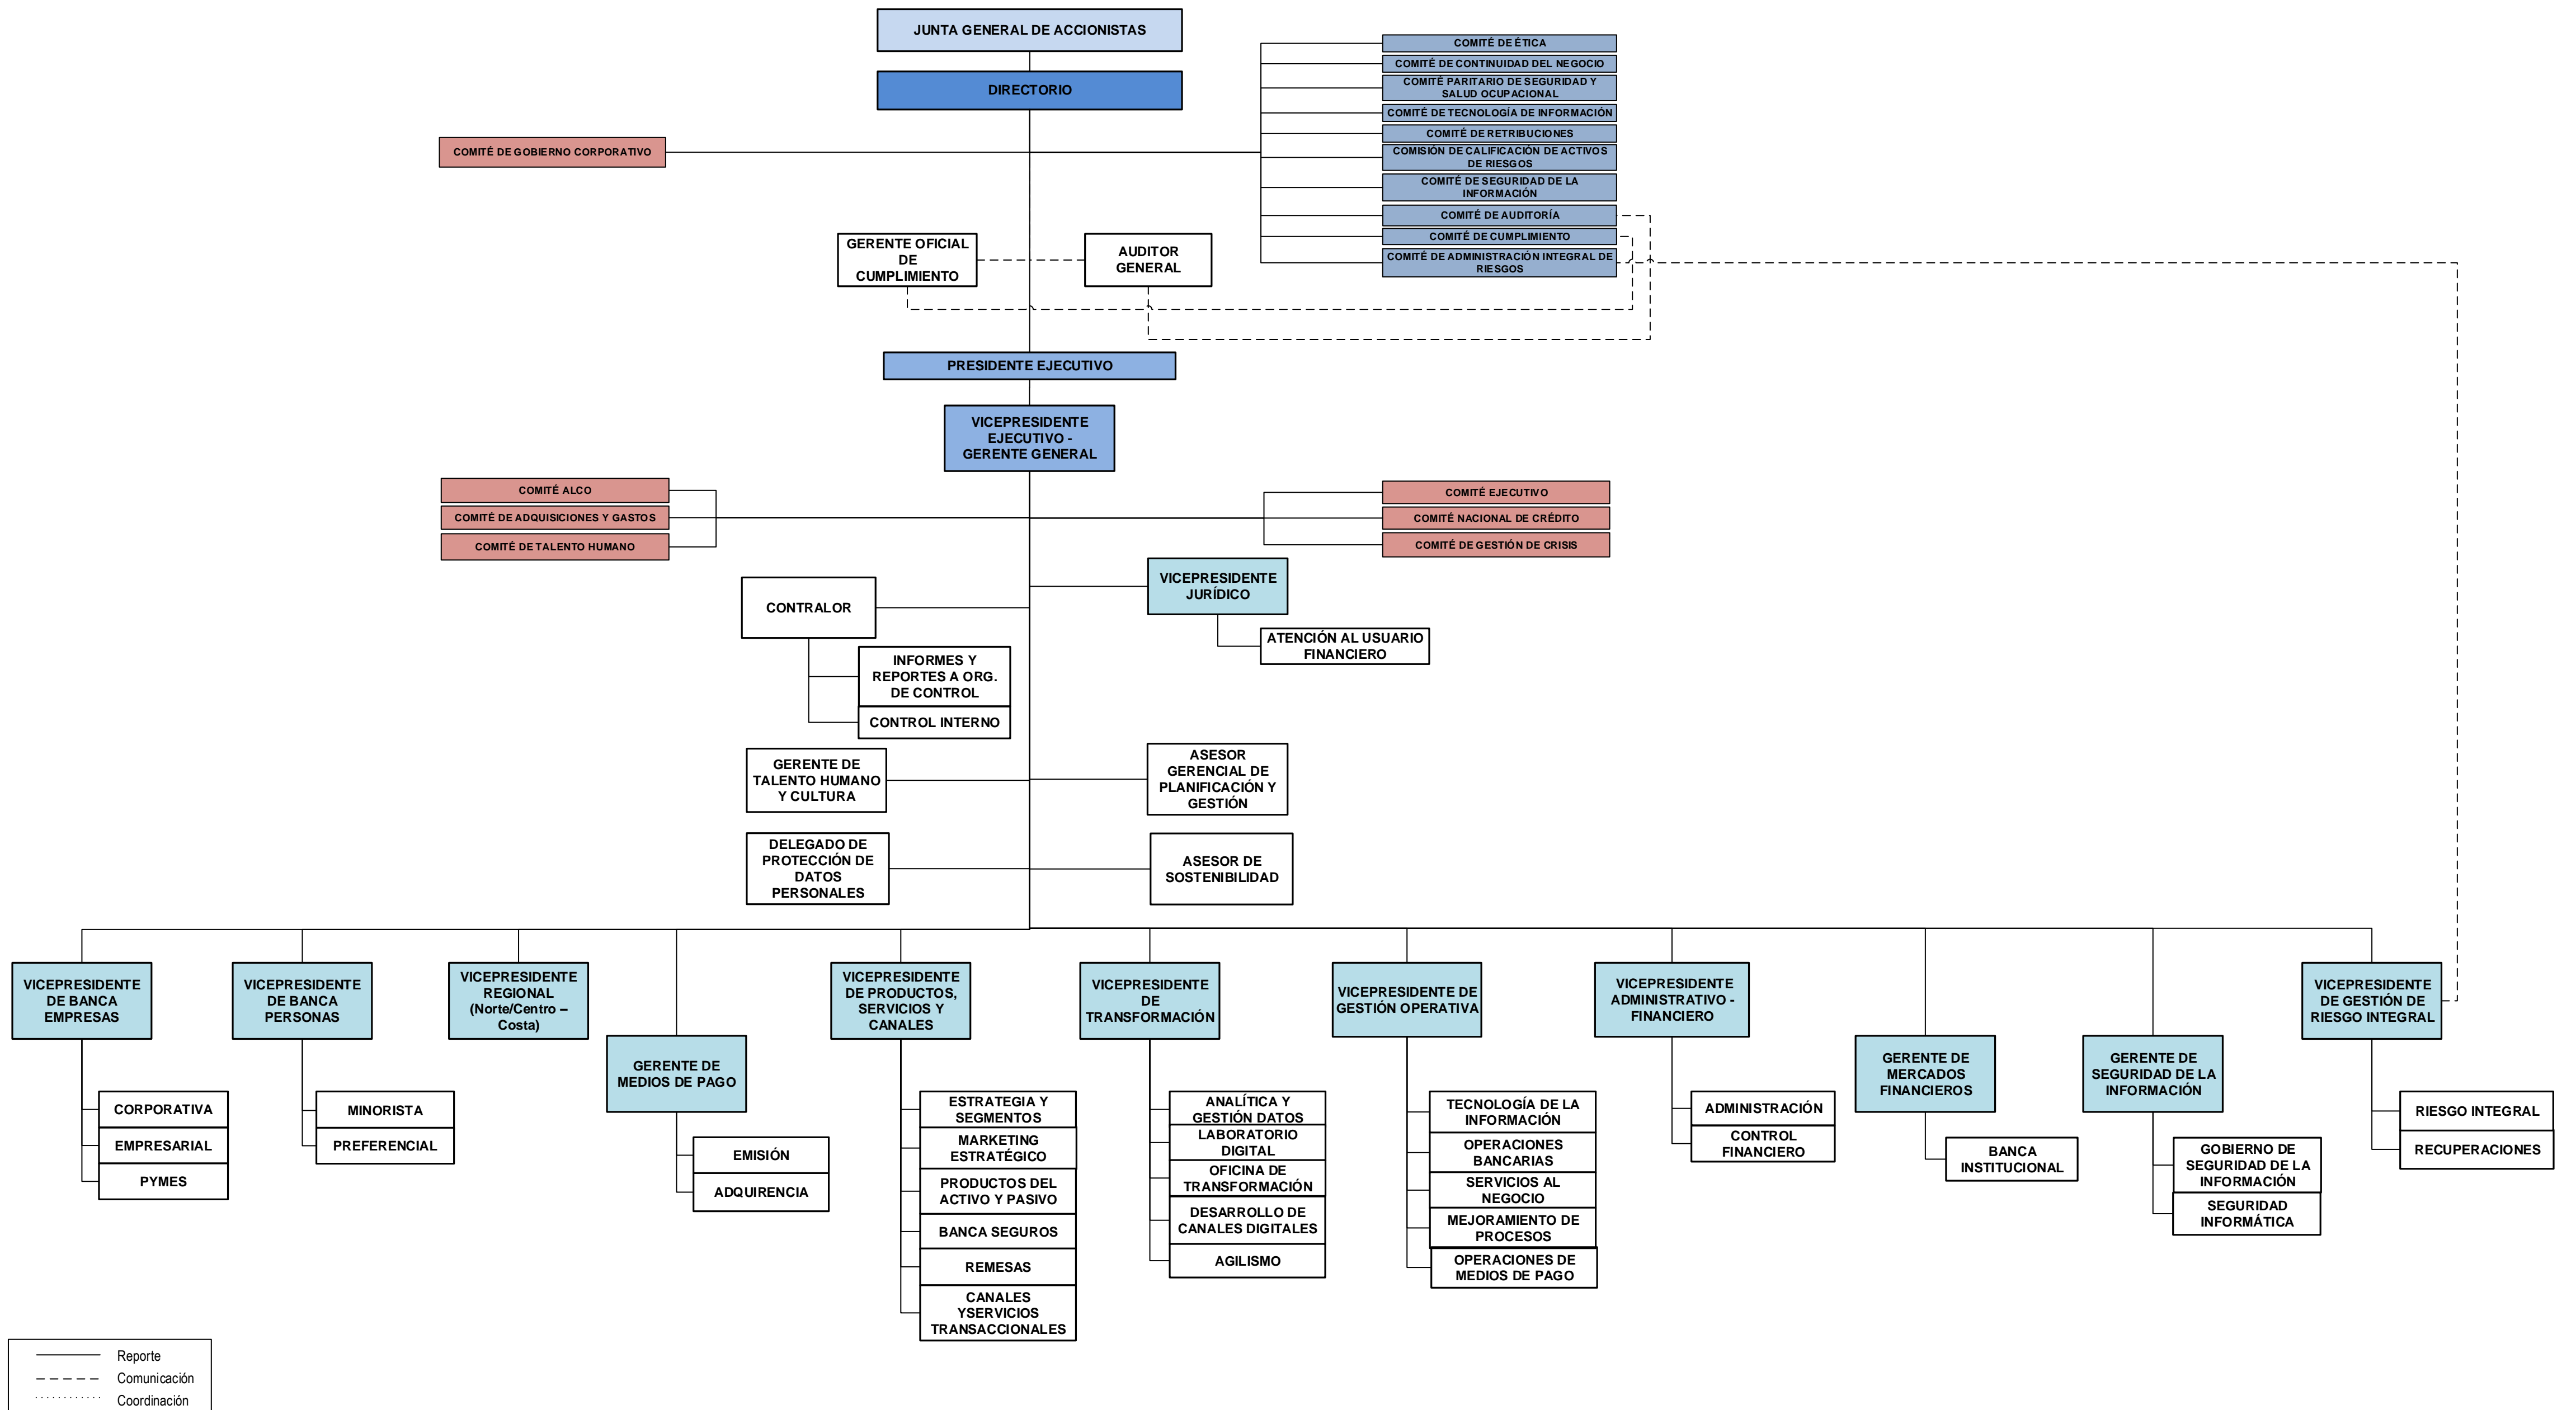 JUNTA GENERAL DE ACCIONISTAS
DIRECTORIO
COMITÉ DE GOBIERNO CORPORATIVO
COMITÉ DE ÉTICA
COMITÉ DE CONTINUIDAD DEL NEGOCIO
COMITÉ PARITARIO DE SEGURIDAD Y
SALUD OCUPACIONAL
COMITÉ DE TECNOLOGÍA DE INFORMACIÓN
COMITÉ DE RETRIBUCIONES
COMISIÓN DE CALIFICACIÓN DE ACTIVOS
DE RIESGOS
COMITÉ DE SEGURIDAD DE LA
INFORMACIÓN
COMITÉ DE AUDITORÍA
COMITÉ DE CUMPLIMIENTO
COMITÉ DE ADMINISTRACIÓN INTEGRAL DE
RIESGOS
GERENTE OFICIAL
DE
CUMPLIMIENTO
AUDITOR
GENERAL
PRESIDENTE EJECUTIVO
VICEPRESIDENTE
EJECUTIVO -
GERENTE GENERAL
COMITÉ ALCO
COMITÉ DE ADQUISICIONES Y GASTOS
COMITÉ DE TALENTO HUMANO
COMITÉ EJECUTIVO
COMITÉ NACIONAL DE CRÉDITO
COMITÉ DE GESTIÓN DE CRISIS
VICEPRESIDENTE
JURÍDICO
ATENCIÓN AL USUARIO
FINANCIERO
CONTRALOR
INFORMES Y
REPORTES A ORG.
DE CONTROL
CONTROL INTERNO
GERENTE DE
TALENTO HUMANO
Y CULTURA
ASESOR
GERENCIAL DE
PLANIFICACIÓN Y
GESTIÓN
DELEGADO DE
PROTECCIÓN DE
DATOS
PERSONALES
ASESOR DE
SOSTENIBILIDAD
VICEPRESIDENTE
DE BANCA
EMPRESAS
CORPORATIVA
EMPRESARIAL
PYMES
VICEPRESIDENTE
DE BANCA
PERSONAS
MINORISTA
PREFERENCIAL
VICEPRESIDENTE
REGIONAL
(Norte/Centro –
Costa)
GERENTE DE
MEDIOS DE PAGO
EMISIÓN
ADQUIRENCIA
VICEPRESIDENTE
DE PRODUCTOS,
SERVICIOS Y
CANALES
ESTRATEGIA Y
SEGMENTOS
MARKETING
ESTRATÉGICO
PRODUCTOS DEL
ACTIVO Y PASIVO
BANCA SEGUROS
REMESAS
CANALES
YSERVICIOS
TRANSACCIONALES
VICEPRESIDENTE
DE
TRANSFORMACIÓN
ANALÍTICA Y
GESTIÓN DATOS
LABORATORIO
DIGITAL
OFICINA DE
TRANSFORMACIÓN
DESARROLLO DE
CANALES DIGITALES
AGILISMO
VICEPRESIDENTE DE
GESTIÓN OPERATIVA
TECNOLOGÍA DE LA
INFORMACIÓN
OPERACIONES
BANCARIAS
SERVICIOS AL
NEGOCIO
MEJORAMIENTO DE
PROCESOS
OPERACIONES DE
MEDIOS DE PAGO
VICEPRESIDENTE
ADMINISTRATIVO -
FINANCIERO
ADMINISTRACIÓN
CONTROL
FINANCIERO
GERENTE DE
MERCADOS
FINANCIEROS
BANCA
INSTITUCIONAL
GERENTE DE
SEGURIDAD DE LA
INFORMACIÓN
GOBIERNO DE
SEGURIDAD DE LA
INFORMACIÓN
SEGURIDAD
INFORMÁTICA
VICEPRESIDENTE
DE GESTIÓN DE
RIESGO INTEGRAL
RIESGO INTEGRAL
RECUPERACIONES
Reporte
Comunicación
Coordinación